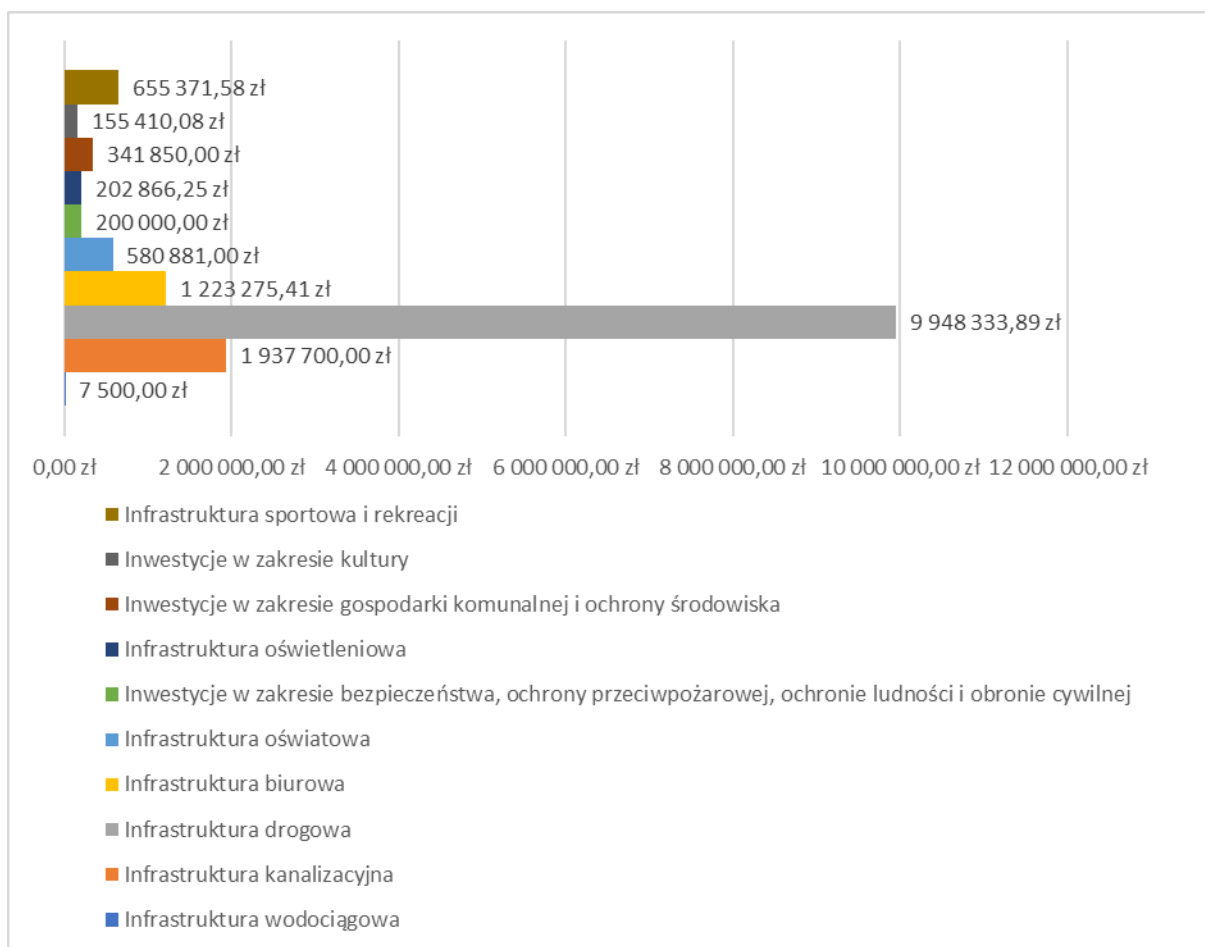 655 371,58 zł
155 410,08 zł
341 850,00 zł
202 866,25 zł
200 000,00 zł
580 881,00 zł
1 223 275,41 zł
9 948 333,89 zł
1 937 700,00 zł
7 500,00 zł
0,00 zł 2 000 000,00 zł 4 000 000,00 zł 6 000 000,00 zł 8 000 000,00 zł 10 000 000,00 zł 12 000 000,00 zł
Infrastruktura sportowa i rekreacji
Inwestycje w zakresie kultury
Inwestycje w zakresie gospodarki komunalnej i ochrony środowiska
Infrastruktura oświetleniowa
Inwestycje w zakresie bezpieczeństwa, ochrony przeciwpożarowej, ochronie ludności i obronie cywilnej
Infrastruktura oświatowa
Infrastruktura biurowa
Infrastruktura drogowa
Infrastruktura kanalizacyjna
Infrastruktura wodociągowa